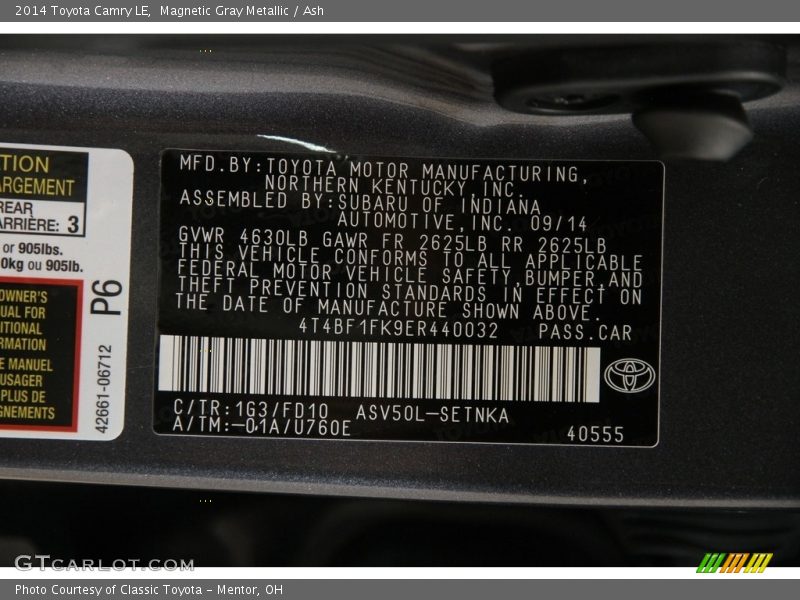 2014 Toyota Camry LE,  Magnetic Gray Metallic / Ash
TION
ARGEMENT
REAR
ARRIÈRE: 3
or 905lbs.
0kg ou 905lb.
OWNER'S
UAL FOR
ITIONAL
RMATION
E MANUEL
USAGER
PLUS DE
GNEMENTS
P6
42661-06712
MFD.BY:TOYOTA MOTOR MANUFACTURING,
NORTHERN KENTUCKY,INC.
ASSEMBLED BY:SUBARU OF INDIANA
AUTOMOTIVE,INC. 09/14
GVWR 4630LB GAWR FR 2625LB RR 2625LB
THIS VEHICLE CONFORMS TO ALL APPLICABLE
FEDERAL MOTOR VEHICLE SAFETY,BUMPER,AND
THEFT PREVENTION STANDARDS IN EFFECT ON
THE DATE OF MANUFACTURE SHOWN ABOVE.
4T4BF1FK9ER440032 PASS.CAR
C/TR:1G3/FD10 ASV50L-SETNKA
A/TM:-01A/U760E
40555
GTCARLOT.COM
Photo Courtesy of Classic Toyota - Mentor, OH